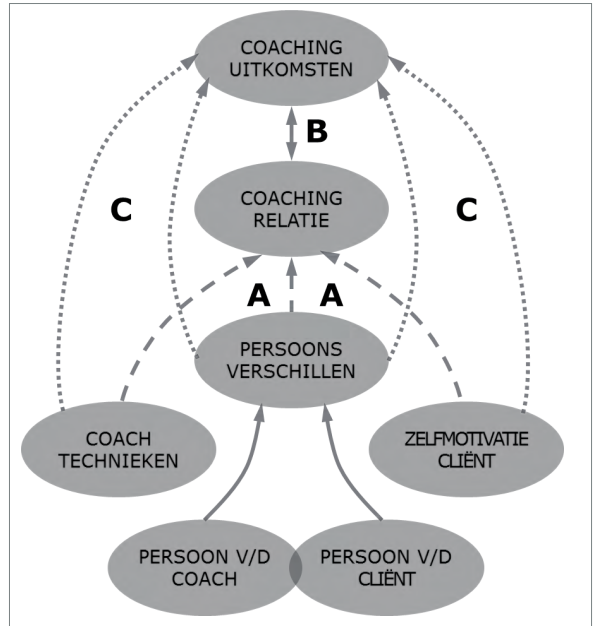 COACHING
UITKOMSTEN
B
COACHING
RELATIE
C
C
A
A
PERSOONS
VERSCHILLEN
COACH
TECHNIEKEN
ZELFMOTIVATIE
CLIËNT
PERSOON V/D
COACH
PERSOON V/D
CLIËNT